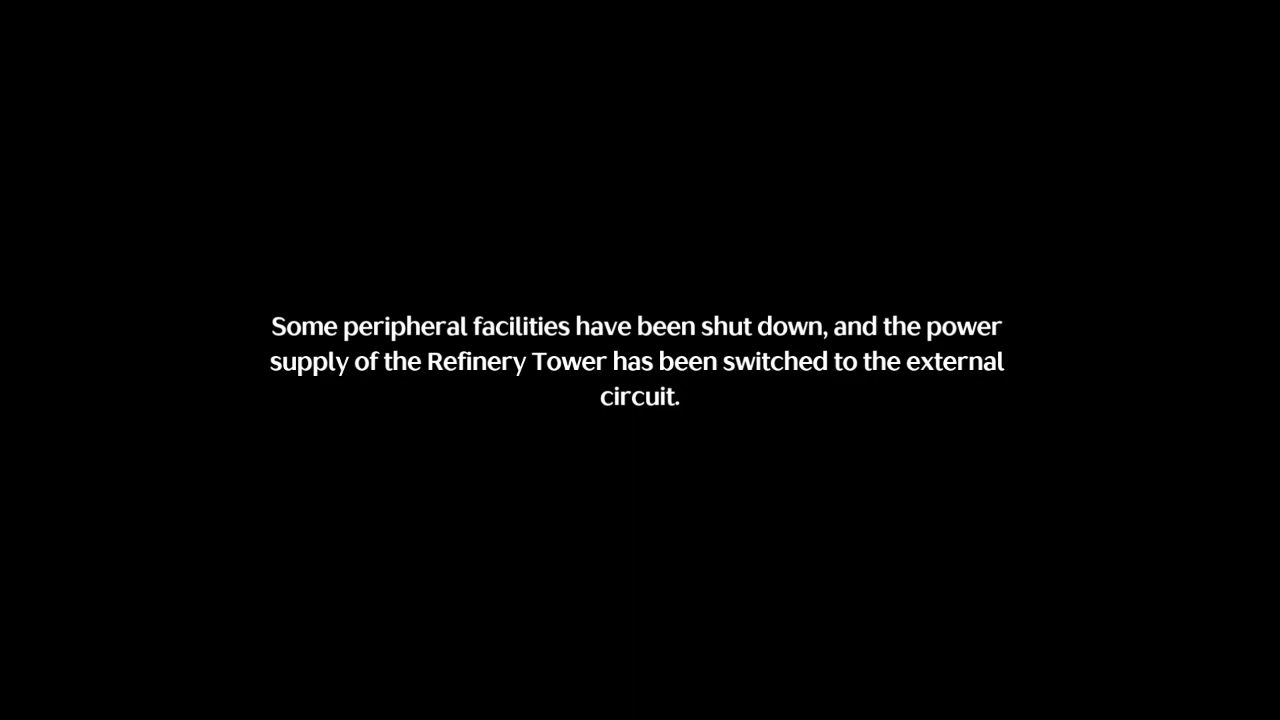 Some peripheral facilities have been shut down, and the power
supply of the Refinery Tower has been switched to the external
circuit.